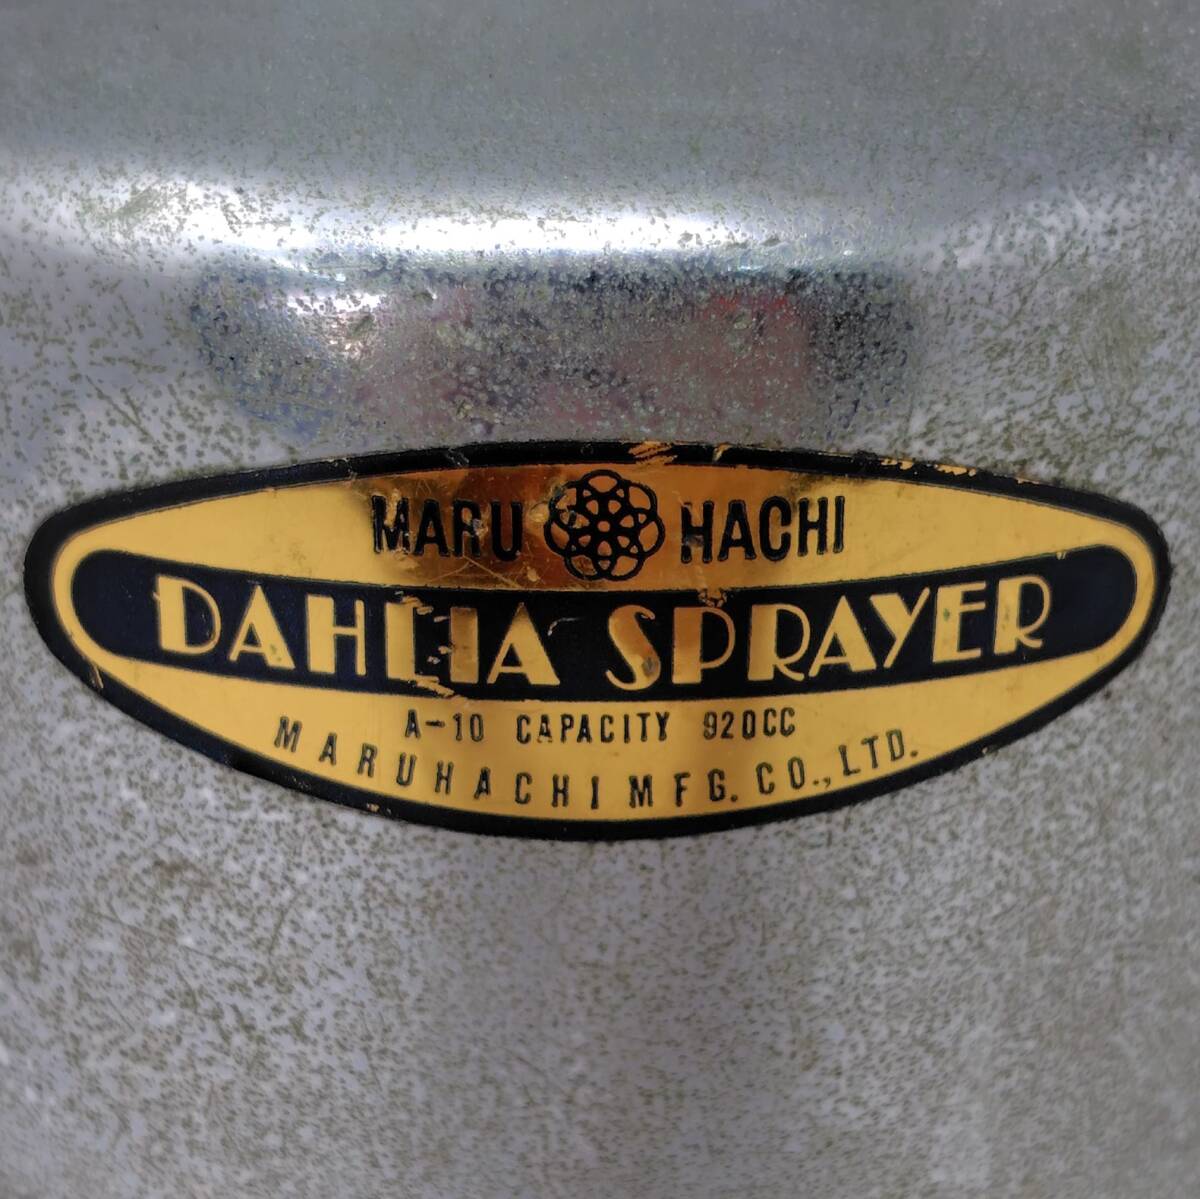 MARU HACHI
DAHLIA SPRAYER
A-10 CAPACITY 920CC
MARUHACHI MFG. CO., LTD.